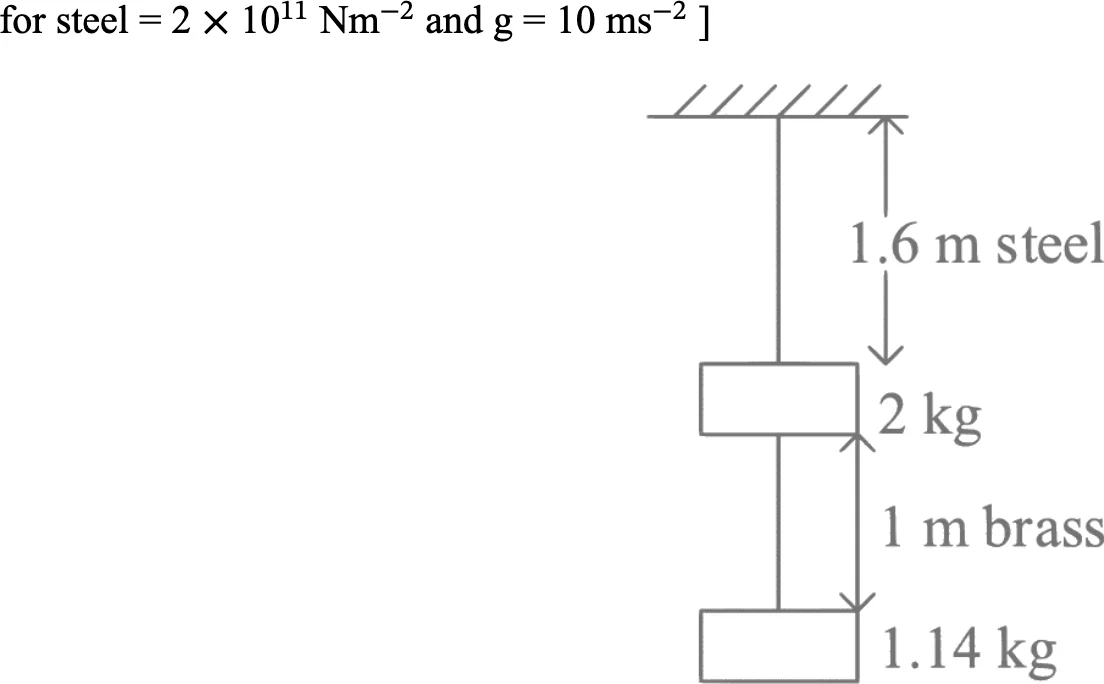 for steel = 2 × 10¹¹ Nm⁻² and g = 10 ms⁻² ]
1.6 m steel
2 kg
1 m brass
1.14 kg